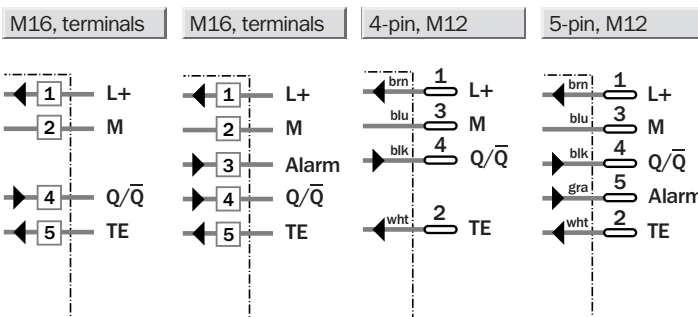 M16, terminals
1 L+
2 M
4 Q/Q̅
5 TE
M16, terminals
1 L+
2 M
3 Alarm
4 Q/Q̅
5 TE
4-pin, M12
brn 1 L+
blu 3 M
blk 4 Q/Q̅
wht 2 TE
5-pin, M12
brn 1 L+
blu 3 M
blk 4 Q/Q̅
gra 5 Alarm
wht 2 TE